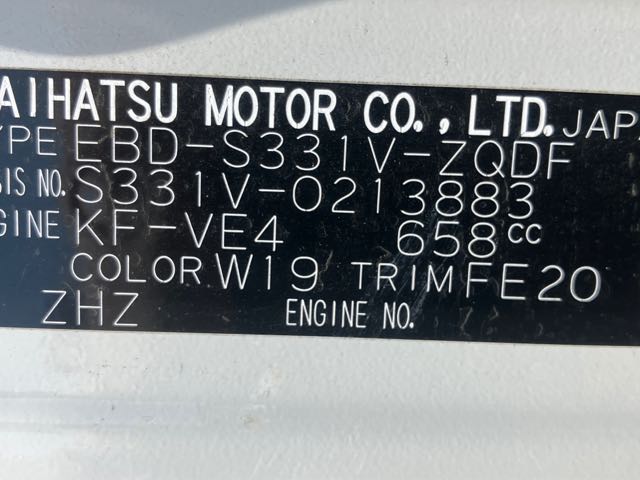 AIHATSU MOTOR CO., LTD. JAPA
YPE EBD-S331V-ZQDF
SIS NO. S331V-0213883
GINE KF-VE4 658cc
COLOR W19 TRIM FE20
ZHZ ENGINE NO.